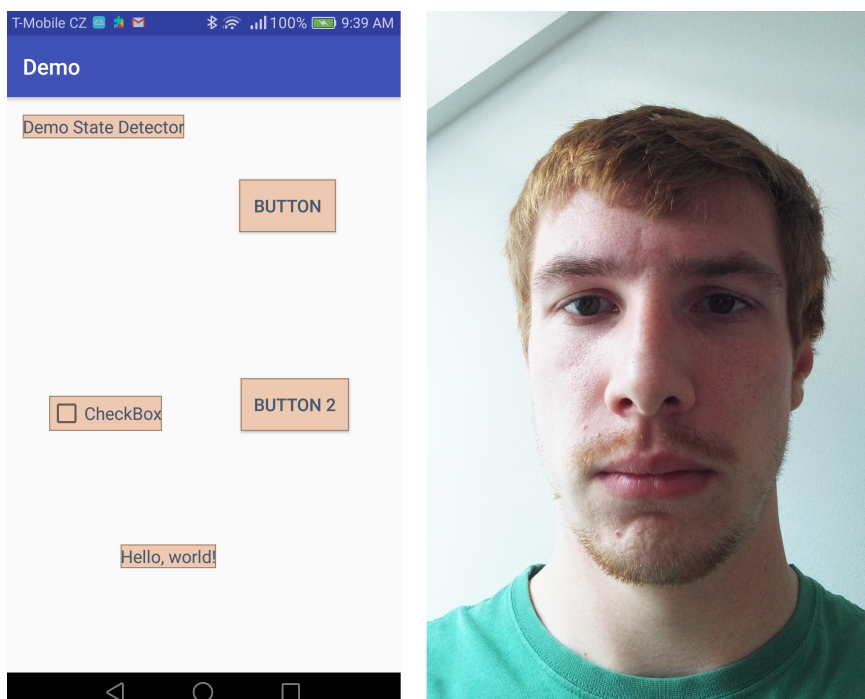 T-Mobile CZ 100% 9:39 AM
Demo
Demo State Detector
BUTTON
CheckBox BUTTON 2
Hello, world!